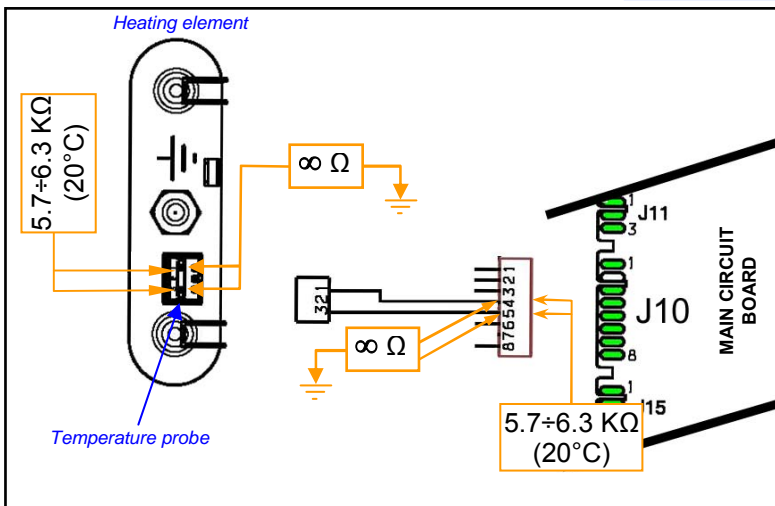 Heating element
5.7÷6.3 KΩ
(20°C)
∞ Ω
Temperature probe
321
∞ Ω
87654321
5.7÷6.3 KΩ
(20°C)
1
J11
3
1
J10
8
1
J15
MAIN CIRCUIT
BOARD